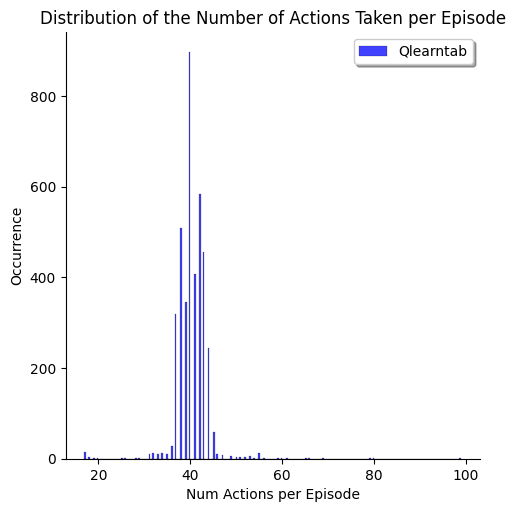 Distribution of the Number of Actions Taken per Episode
Qlearntab
800
600
400
200
0
Occurrence
20 40 60 80 100
Num Actions per Episode